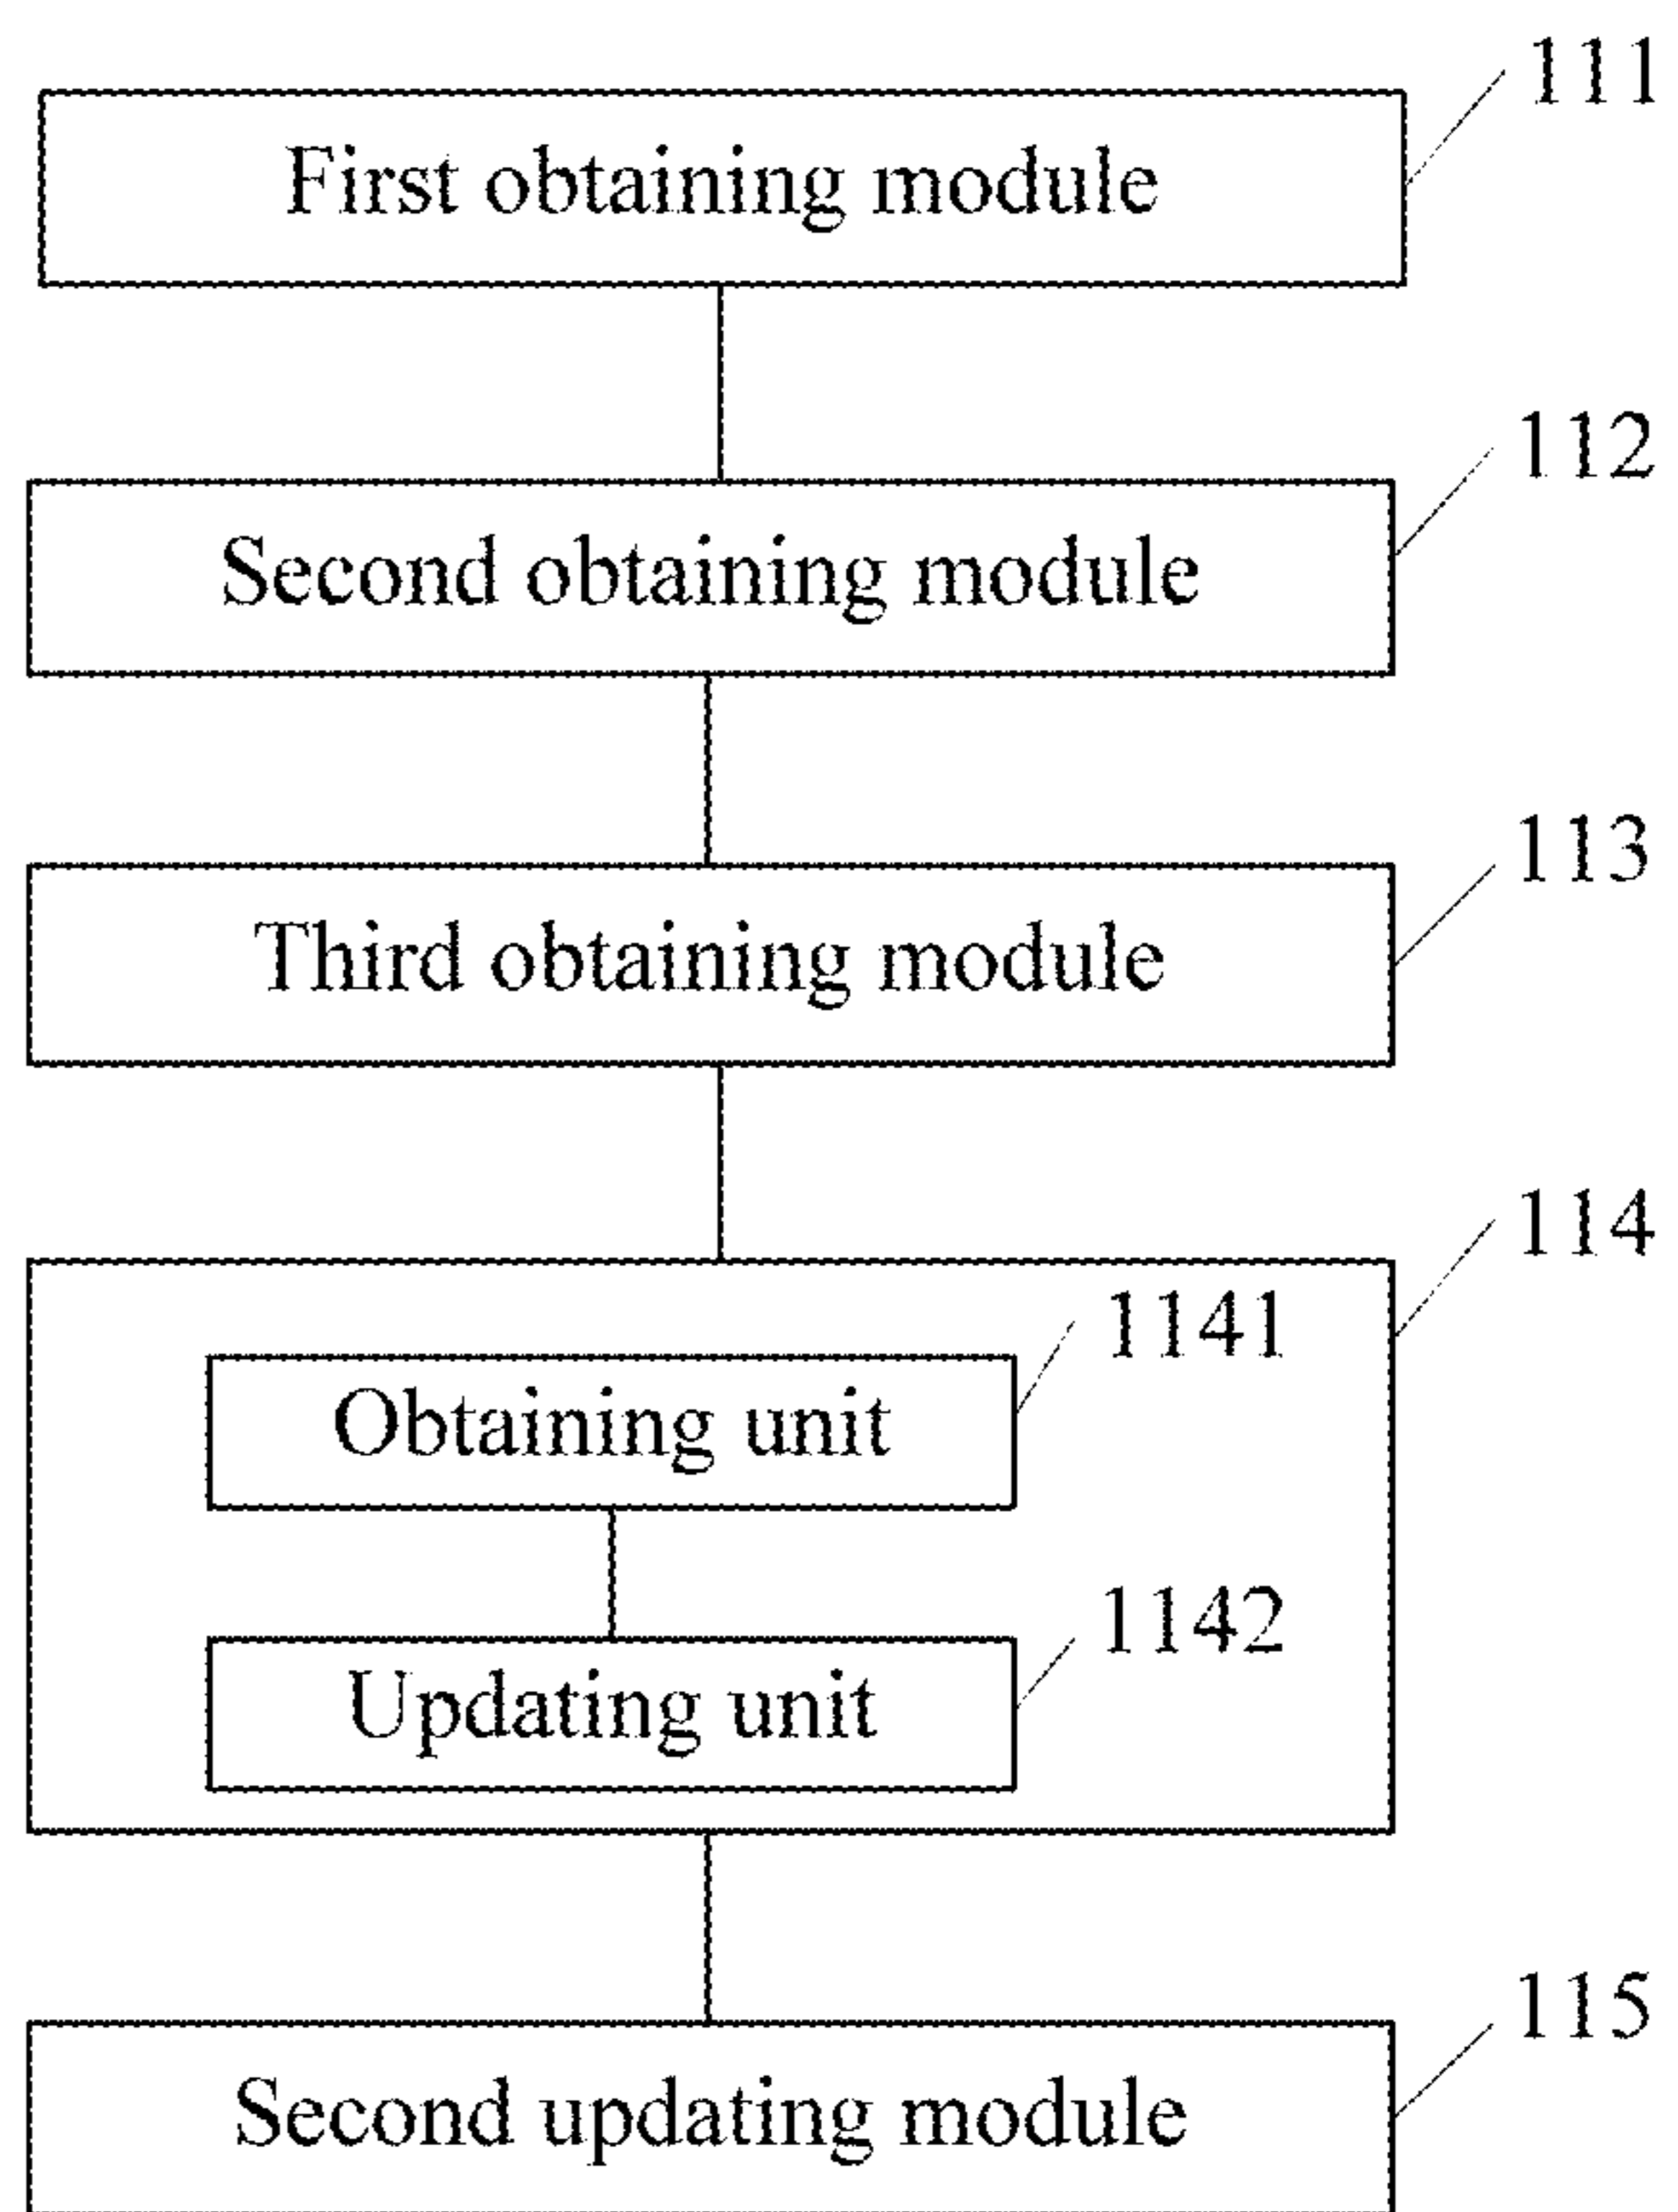 111
First obtaining module
112
Second obtaining module
113
Third obtaining module
114
1141
Obtaining unit
1142
Updating unit
115
Second updating module